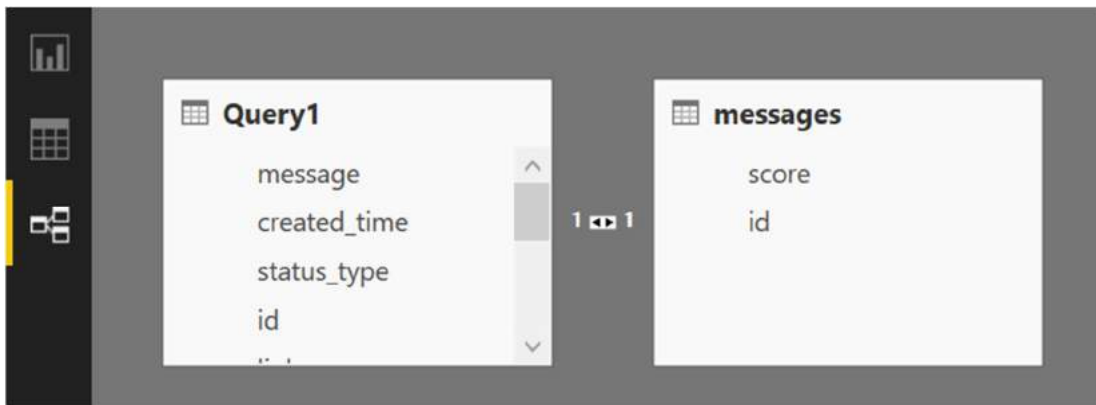 Query1
message
created_time
status_type
id
1 1
messages
score
id